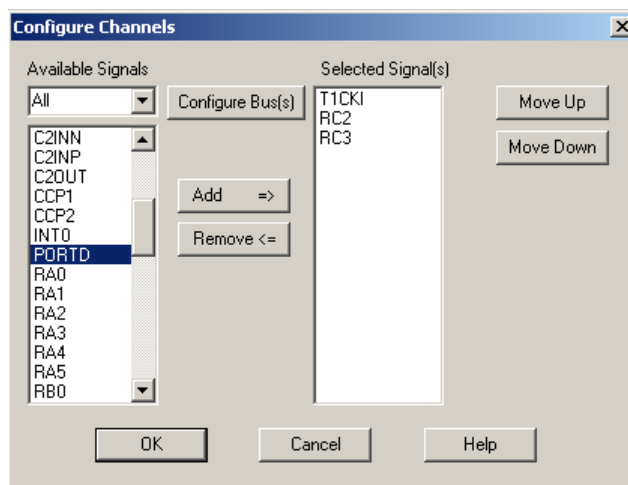 Configure Channels
Available Signals
Selected Signal(s)
All
Configure Bus(s)
T1CKI
RC2
RC3
Move Up
Move Down
C2INN
C2INP
C2OUT
CCP1
CCP2
INT0
PORTD
RA0
RA1
RA2
RA3
RA4
RA5
RB0
Add =>
Remove <=
OK
Cancel
Help